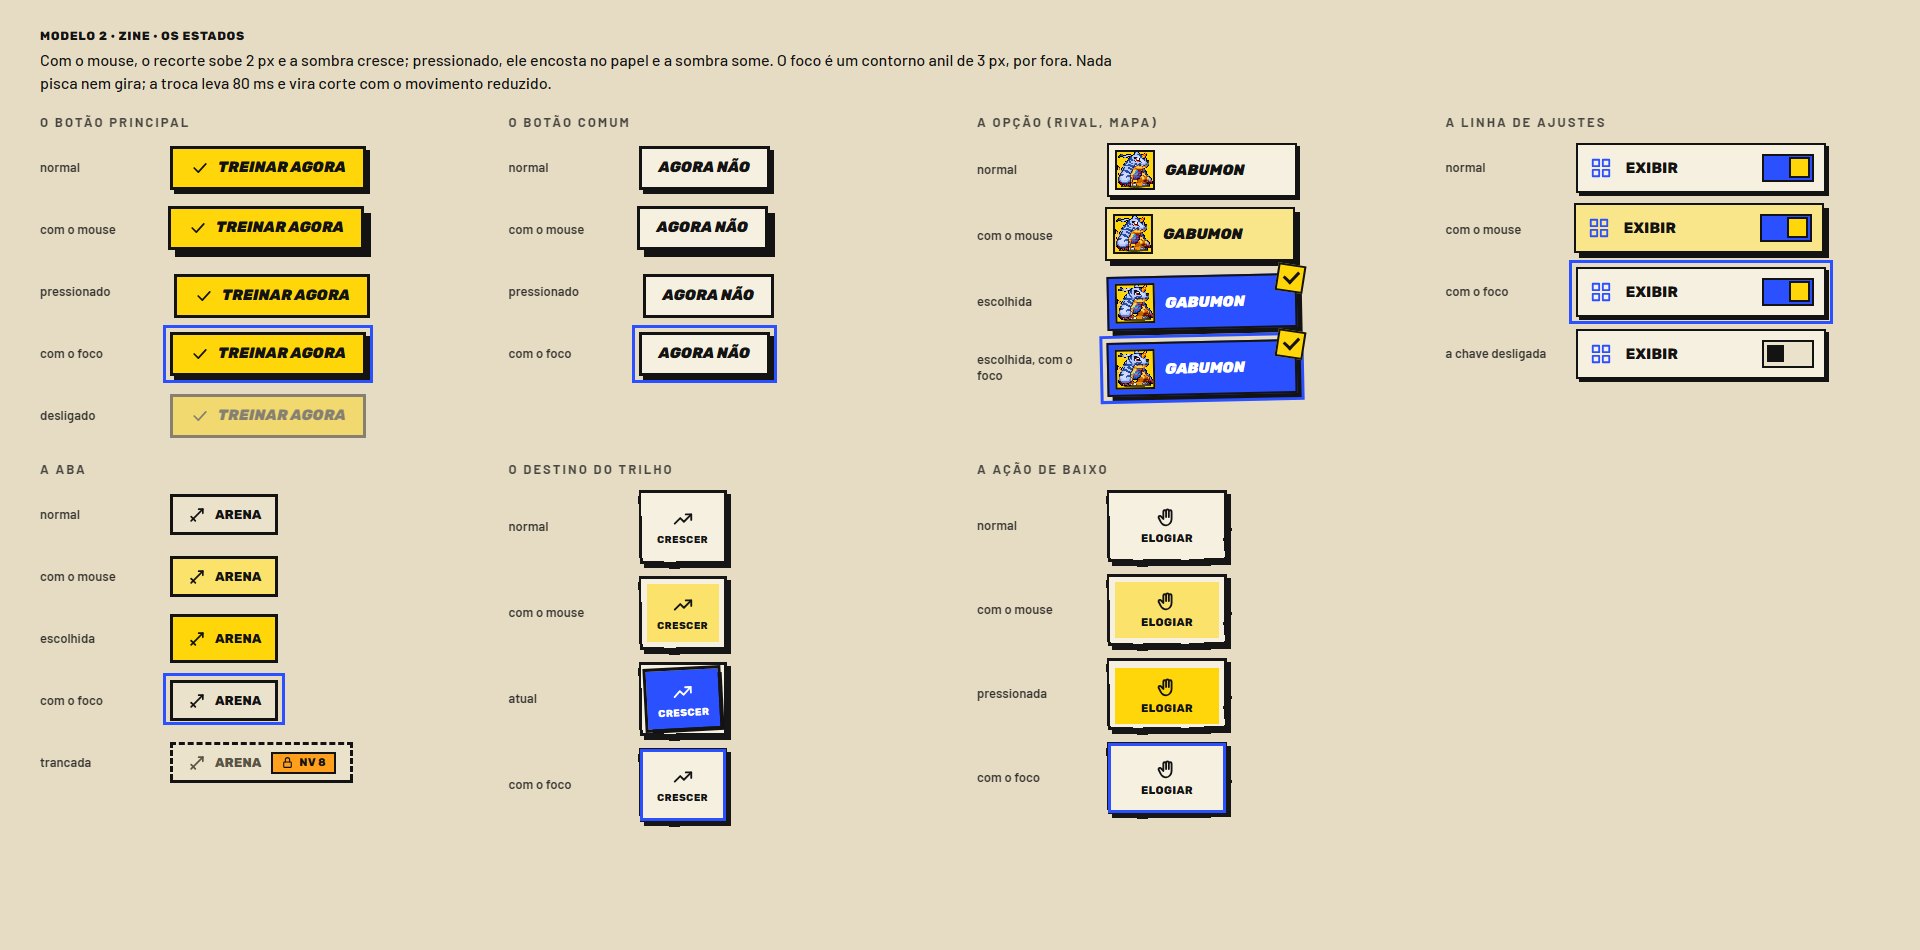 MODELO 2 • ZINE • OS ESTADOS
Com o mouse, o recorte sobe 2 px e a sombra cresce; pressionado, ele encosta no papel e a sombra some. O foco é um contorno anil de 3 px, por fora. Nada
pisca nem gira; a troca leva 80 ms e vira corte com o movimento reduzido.
O BOTÃO PRINCIPAL
normal
TREINAR AGORA
com o mouse
TREINAR AGORA
pressionado
TREINAR AGORA
com o foco
TREINAR AGORA
desligado
TREINAR AGORA
O BOTÃO COMUM
normal
AGORA NÃO
com o mouse
AGORA NÃO
pressionado
AGORA NÃO
com o foco
AGORA NÃO
A OPÇÃO (RIVAL, MAPA)
normal
GABUMON
com o mouse
GABUMON
escolhida
GABUMON
escolhida, com o
foco
GABUMON
A LINHA DE AJUSTES
normal
EXIBIR
com o mouse
EXIBIR
com o foco
EXIBIR
a chave desligada
EXIBIR
A ABA
normal
ARENA
com o mouse
ARENA
escolhida
ARENA
com o foco
ARENA
trancada
ARENA NV 8
O DESTINO DO TRILHO
normal
CRESCER
com o mouse
CRESCER
atual
CRESCER
com o foco
CRESCER
A AÇÃO DE BAIXO
normal
ELOGIAR
com o mouse
ELOGIAR
pressionada
ELOGIAR
com o foco
ELOGIAR